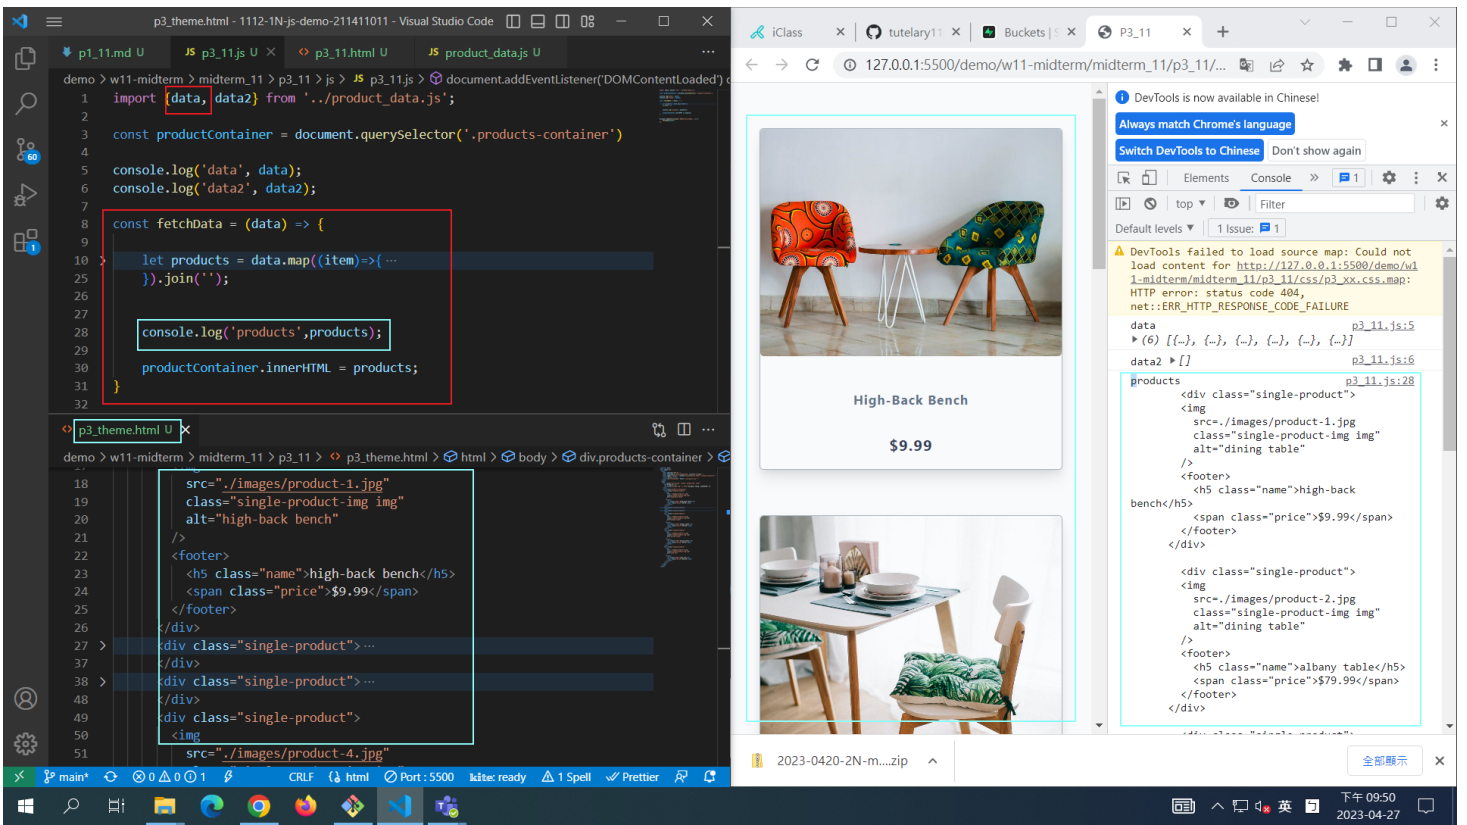 p3_theme.html - 1112-1N-js-demo-211411011 - Visual Studio Code
p1_11.md U
JS p3_11.js U
<> p3_11.html U
JS product_data.js U
demo > w11-midterm > midterm_11 > p3_11 > js > JS p3_11.js > document.addEventListener('DOMContentLoaded') c
1 import {data, data2} from '../product_data.js';
2
3 const productContainer = document.querySelector('.products-container')
4
5 console.log('data', data);
6 console.log('data2', data2);
7
8 const fetchData = (data) => {
9
10 let products = data.map((item)=>{ ...
25 }).join('');
26
27
28 console.log('products',products);
29
30 productContainer.innerHTML = products;
31 }
32
60
1
<> p3_theme.html U
demo > w11-midterm > midterm_11 > p3_11 > <> p3_theme.html > html > body > div.products-container >
18 src="./images/product-1.jpg"
19 class="single-product-img img"
20 alt="high-back bench"
21 />
22 <footer>
23 <h5 class="name">high-back bench</h5>
24 <span class="price">$9.99</span>
25 </footer>
26 </div>
27 <div class="single-product"> ...
37 </div>
38 <div class="single-product"> ...
48 </div>
49 <div class="single-product">
50 <img
51 src="./images/product-4.jpg"
main*
0 0 1
CRLF
html
Port : 5500
kite: ready
1 Spell
Prettier
iClass
tutelary11
Buckets | S
P3_11
127.0.0.1:5500/demo/w11-midterm/midterm_11/p3_11/...
High-Back Bench
$9.99
DevTools is now available in Chinese!
Always match Chrome's language
Switch DevTools to Chinese
Don't show again
Elements
Console
1
top
Filter
Default levels
1 Issue: 1
DevTools failed to load source map: Could not
load content for http://127.0.0.1:5500/demo/w1
1-midterm/midterm_11/p3_11/css/p3_xx.css.map:
HTTP error: status code 404,
net::ERR_HTTP_RESPONSE_CODE_FAILURE
data p3_11.js:5
(6) [{…}, {…}, {…}, {…}, {…}, {…}]
data2 [] p3_11.js:6
products p3_11.js:28
<div class="single-product">
<img
src=./images/product-1.jpg
class="single-product-img img"
alt="dining table"
/>
<footer>
<h5 class="name">high-back
bench</h5>
<span class="price">$9.99</span>
</footer>
</div>
<div class="single-product">
<img
src=./images/product-2.jpg
class="single-product-img img"
alt="dining table"
/>
<footer>
<h5 class="name">albany table</h5>
<span class="price">$79.99</span>
</footer>
</div>
2023-0420-2N-m....zip
全部顯示
英
下午 09:50
2023-04-27